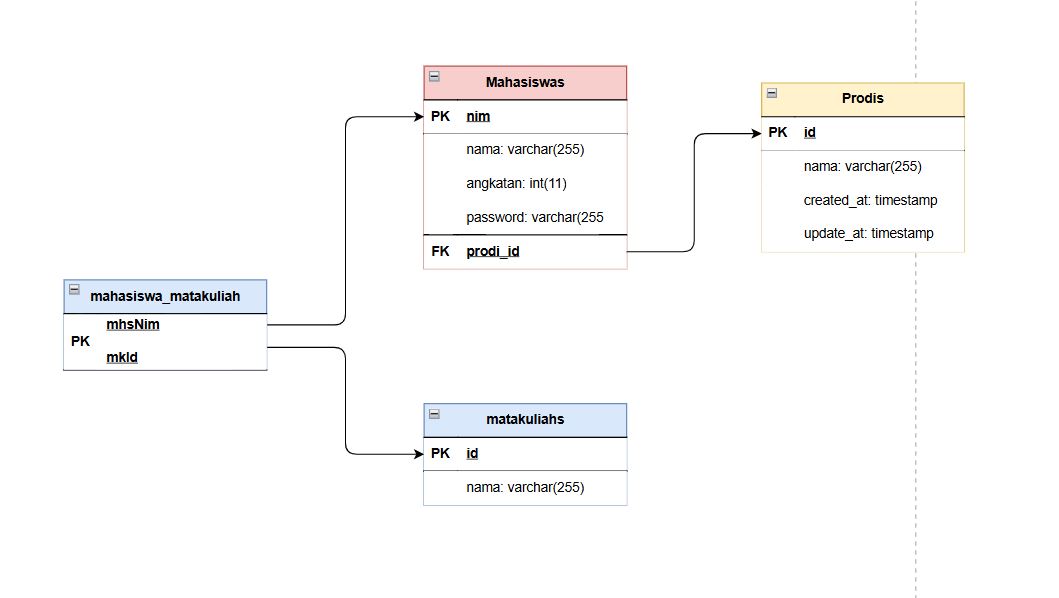 Mahasiswas
PK nim
nama: varchar(255)
angkatan: int(11)
password: varchar(255
FK prodi_id
Prodis
PK id
nama: varchar(255)
created_at: timestamp
update_at: timestamp
mahasiswa_matakuliah
mhsNim
PK
mkId
matakuliahs
PK id
nama: varchar(255)